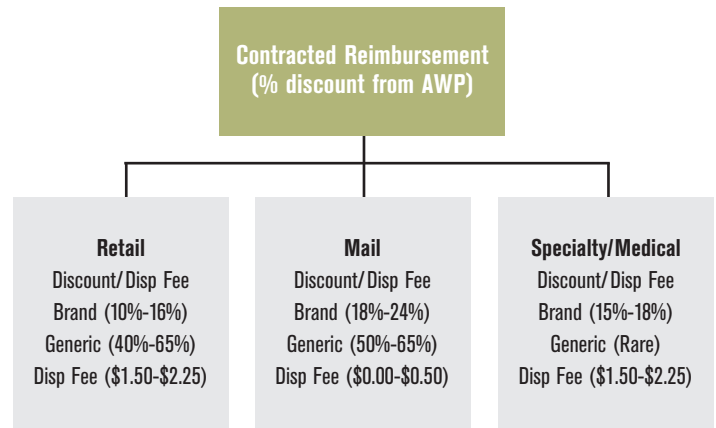 Contracted Reimbursement
(% discount from AWP)
Retail
Discount/Disp Fee
Brand (10%-16%)
Generic (40%-65%)
Disp Fee ($1.50-$2.25)
Mail
Discount/Disp Fee
Brand (18%-24%)
Generic (50%-65%)
Disp Fee ($0.00-$0.50)
Specialty/Medical
Discount/Disp Fee
Brand (15%-18%)
Generic (Rare)
Disp Fee ($1.50-$2.25)